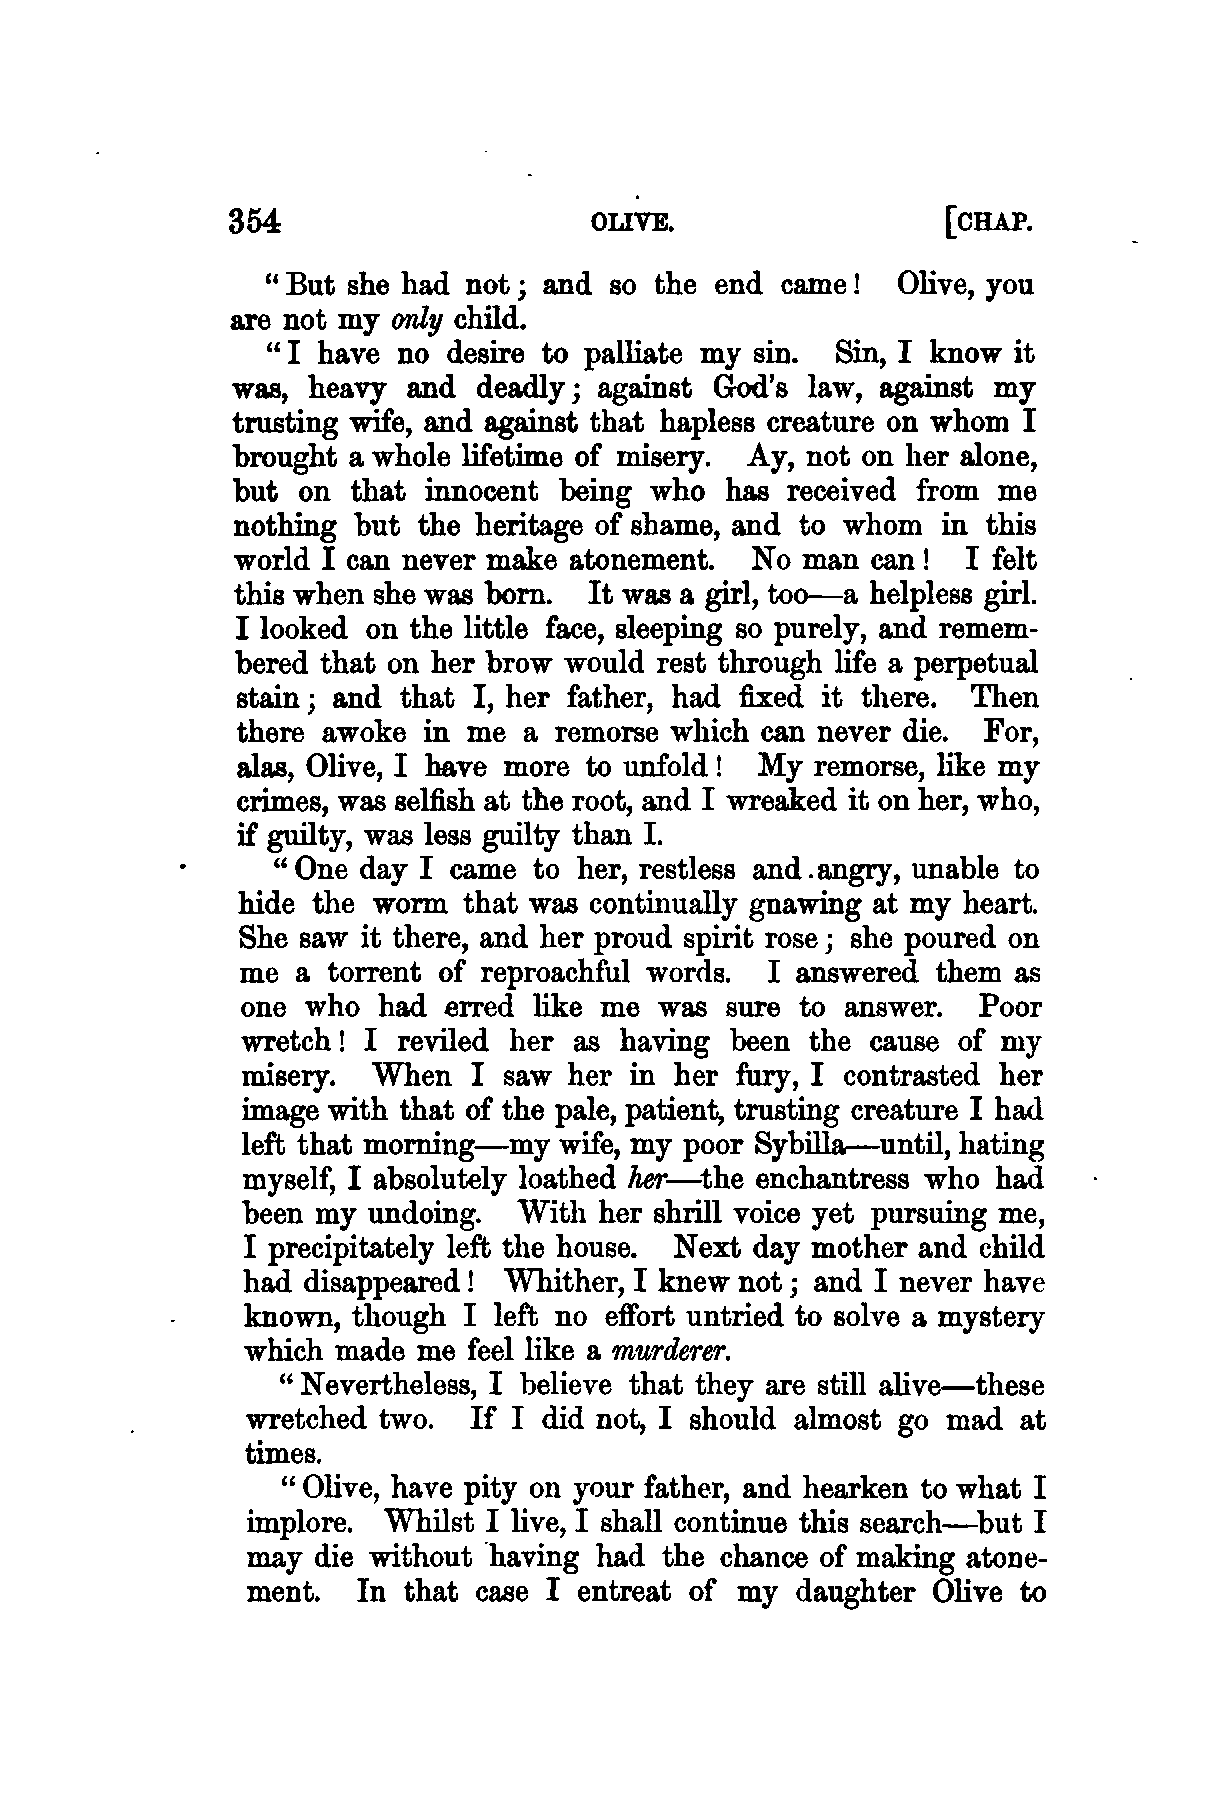 354 OLIVE. [CHAP.
“But she had not; and so the end came! Olive, you
are not my only child.
“I have no desire to palliate my sin. Sin, I know it
was, heavy and deadly; against God's law, against my
trusting wife, and against that hapless creature on whom I
brought a whole lifetime of misery. Ay, not on her alone,
but on that innocent being who has received from me
nothing but the heritage of shame, and to whom in this
world I can never make atonement. No man can! I felt
this when she was born. It was a girl, too—a helpless girl.
I looked on the little face, sleeping so purely, and remem-
bered that on her brow would rest through life a perpetual
stain; and that I, her father, had fixed it there. Then
there awoke in me a remorse which can never die. For,
alas, Olive, I have more to unfold! My remorse, like my
crimes, was selfish at the root, and I wreaked it on her, who,
if guilty, was less guilty than I.
“One day I came to her, restless and angry, unable to
hide the worm that was continually gnawing at my heart.
She saw it there, and her proud spirit rose; she poured on
me a torrent of reproachful words. I answered them as
one who had erred like me was sure to answer. Poor
wretch! I reviled her as having been the cause of my
misery. When I saw her in her fury, I contrasted her
image with that of the pale, patient, trusting creature I had
left that morning—my wife, my poor Sybilla—until, hating
myself, I absolutely loathed her—the enchantress who had
been my undoing. With her shrill voice yet pursuing me,
I precipitately left the house. Next day mother and child
had disappeared! Whither, I knew not; and I never have
known, though I left no effort untried to solve a mystery
which made me feel like a murderer.
“Nevertheless, I believe that they are still alive—these
wretched two. If I did not, I should almost go mad at
times.
“Olive, have pity on your father, and hearken to what I
implore. Whilst I live, I shall continue this search—but I
may die without having had the chance of making atone-
ment. In that case I entreat of my daughter Olive to